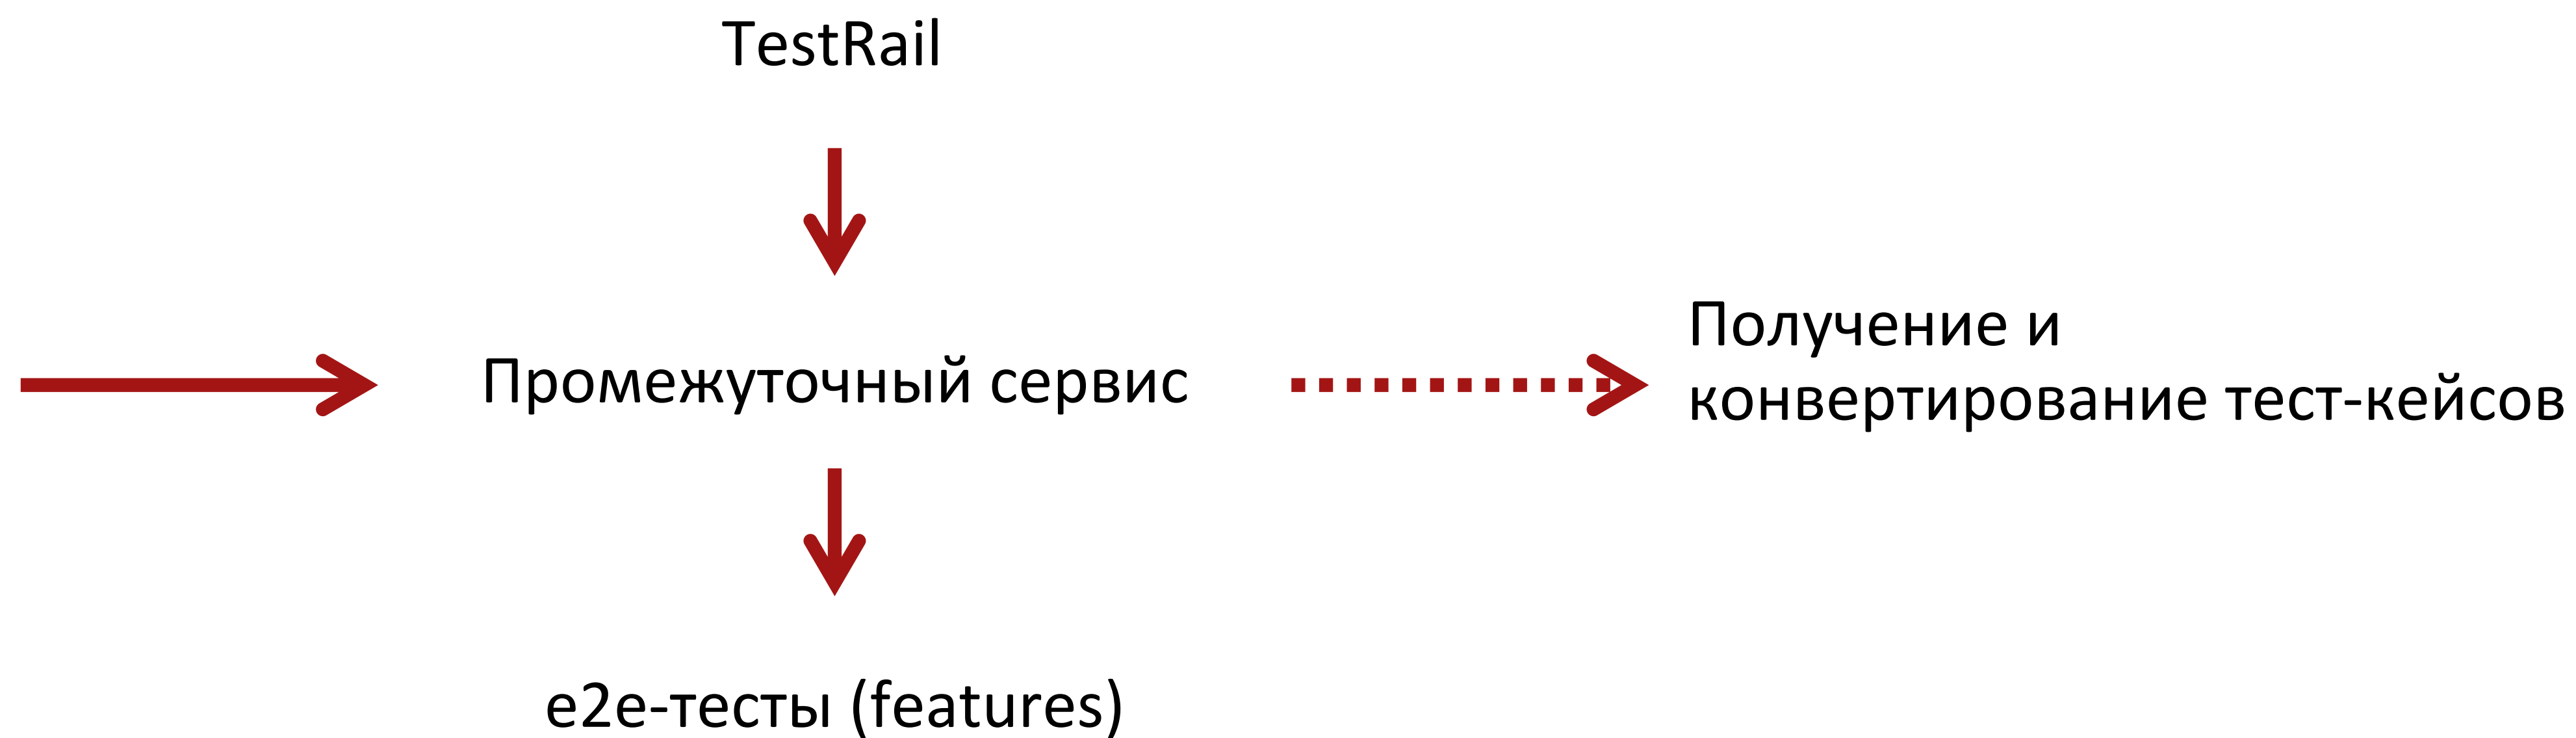 TestRail
Промежуточный сервис
Получение и
конвертирование тест-кейсов
e2e-тесты (features)